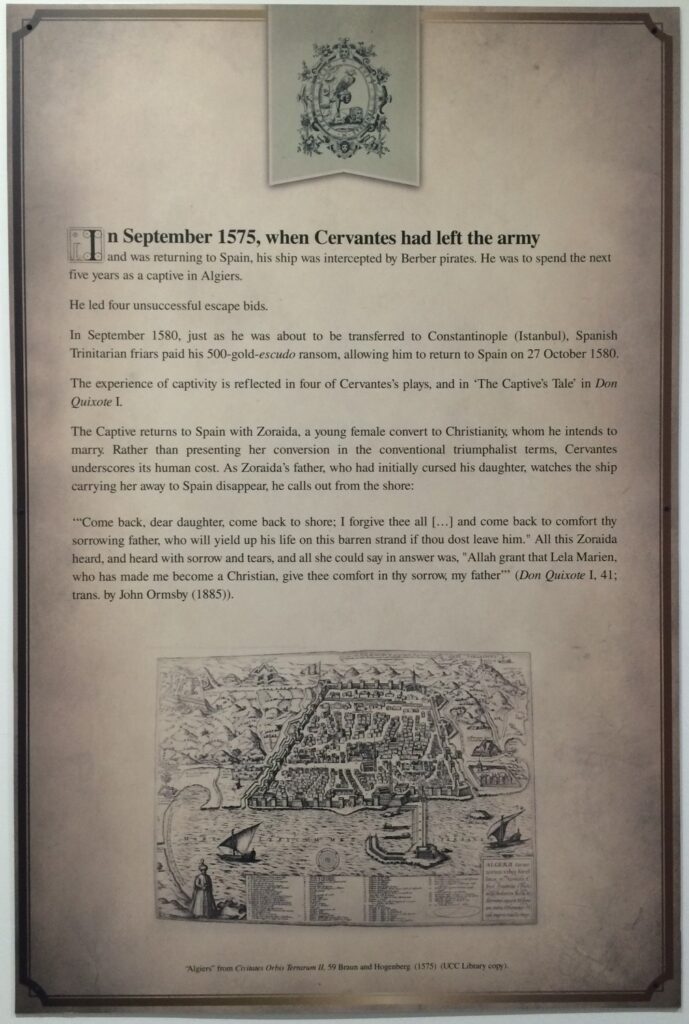 In September 1575, when Cervantes had left the army
and was returning to Spain, his ship was intercepted by Berber pirates. He was to spend the next
five years as a captive in Algiers.
He led four unsuccessful escape bids.
In September 1580, just as he was about to be transferred to Constantinople (Istanbul), Spanish
Trinitarian friars paid his 500-gold-escudo ransom, allowing him to return to Spain on 27 October 1580.
The experience of captivity is reflected in four of Cervantes's plays, and in ‘The Captive's Tale’ in Don
Quixote I.
The Captive returns to Spain with Zoraida, a young female convert to Christianity, whom he intends to
marry. Rather than presenting her conversion in the conventional triumphalist terms, Cervantes
underscores its human cost. As Zoraida's father, who had initially cursed his daughter, watches the ship
carrying her away to Spain disappear, he calls out from the shore:
‘“Come back, dear daughter, come back to shore; I forgive thee all […] and come back to comfort thy
sorrowing father, who will yield up his life on this barren strand if thou dost leave him." All this Zoraida
heard, and heard with sorrow and tears, and all she could say in answer was, "Allah grant that Lela Marien,
who has made me become a Christian, give thee comfort in thy sorrow, my father”’ (Don Quixote I, 41;
trans. by John Ormsby (1885)).
ALGERII
"Algiers" from Civitates Orbis Terrarum II, 59 Braun and Hogenberg (1575) (UCC Library copy).